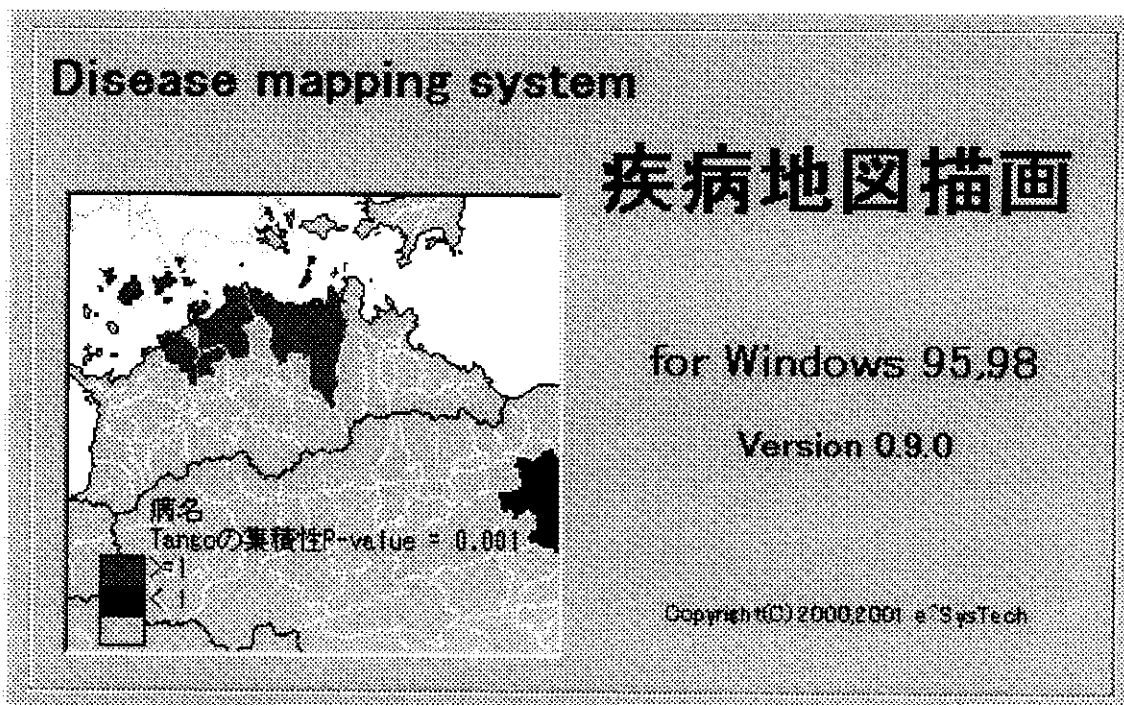 Disease mapping system
疾病地図描画
for Windows 95,98
Version 0.9.0
病名
Tangoの集積性P-value = 0.001
>=1
< 1
Copyright(C)2000,2001 e^SysTech